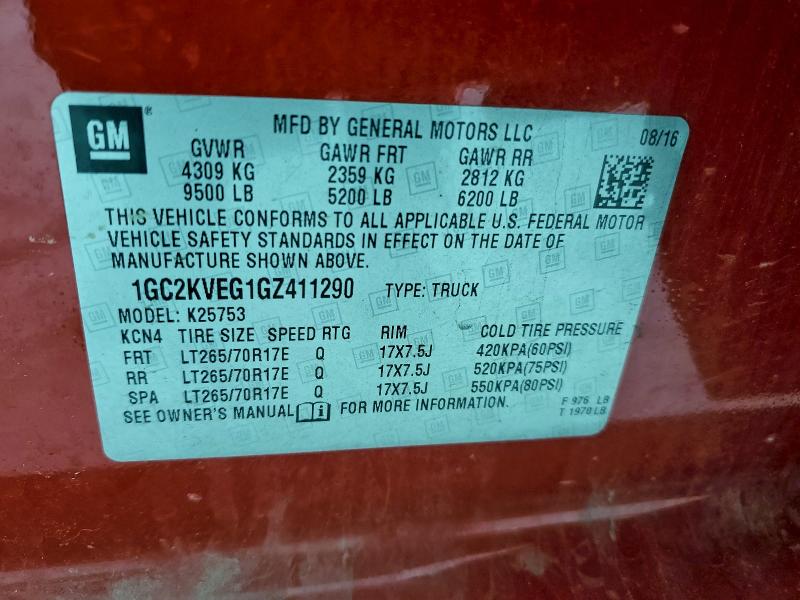 GM®
MFD BY GENERAL MOTORS LLC 08/16
GVWR GAWR FRT GAWR RR
4309 KG 2359 KG 2812 KG
9500 LB 5200 LB 6200 LB
THIS VEHICLE CONFORMS TO ALL APPLICABLE U.S. FEDERAL MOTOR
VEHICLE SAFETY STANDARDS IN EFFECT ON THE DATE OF
MANUFACTURE SHOWN ABOVE.
1GC2KVEG1GZ411290 TYPE: TRUCK
MODEL: K25753
KCN4 TIRE SIZE SPEED RTG RIM COLD TIRE PRESSURE
FRT LT265/70R17E Q 17X7.5J 420KPA(60PSI)
RR LT265/70R17E Q 17X7.5J 520KPA(75PSI)
SPA LT265/70R17E Q 17X7.5J 550KPA(80PSI)
SEE OWNER'S MANUAL FOR MORE INFORMATION.
F 976 LB
T 1970 LB